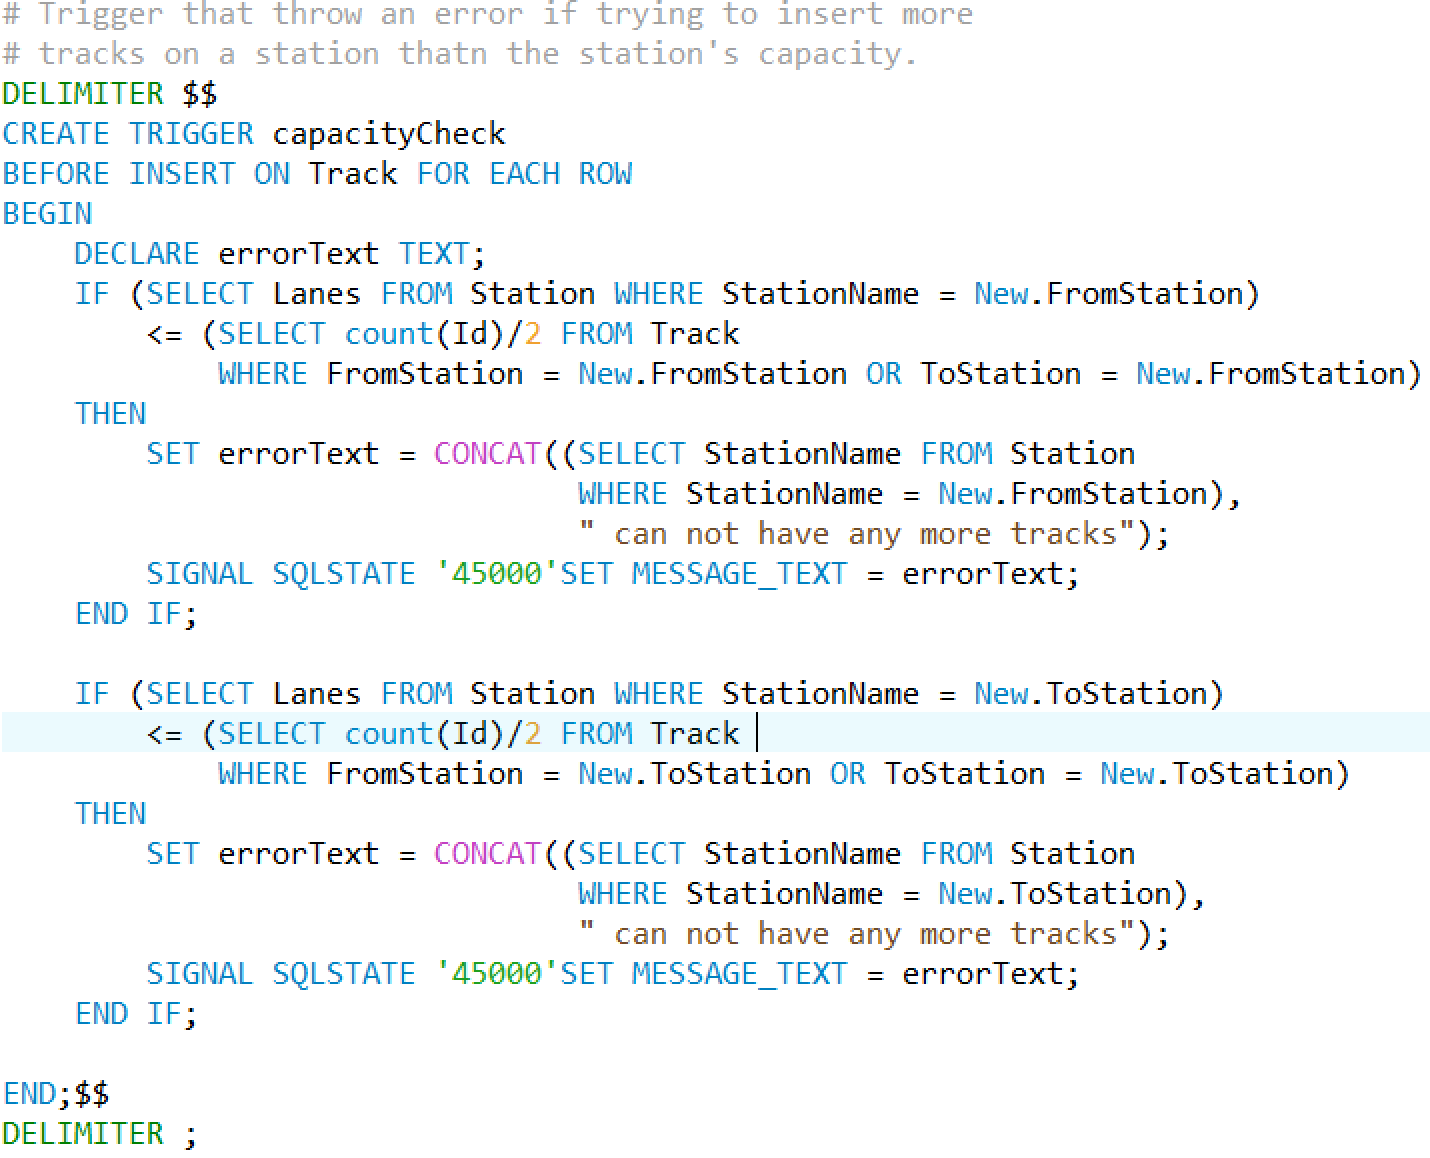 # Trigger that throw an error if trying to insert more
# tracks on a station thatn the station's capacity.
DELIMITER $$
CREATE TRIGGER capacityCheck
BEFORE INSERT ON Track FOR EACH ROW
BEGIN
    DECLARE errorText TEXT;
    IF (SELECT Lanes FROM Station WHERE StationName = New.FromStation)
        <= (SELECT count(Id)/2 FROM Track
            WHERE FromStation = New.FromStation OR ToStation = New.FromStation)
    THEN
        SET errorText = CONCAT((SELECT StationName FROM Station
                                WHERE StationName = New.FromStation),
                                " can not have any more tracks");
        SIGNAL SQLSTATE '45000'SET MESSAGE_TEXT = errorText;
    END IF;

    IF (SELECT Lanes FROM Station WHERE StationName = New.ToStation)
        <= (SELECT count(Id)/2 FROM Track
            WHERE FromStation = New.ToStation OR ToStation = New.ToStation)
    THEN
        SET errorText = CONCAT((SELECT StationName FROM Station
                                WHERE StationName = New.ToStation),
                                " can not have any more tracks");
        SIGNAL SQLSTATE '45000'SET MESSAGE_TEXT = errorText;
    END IF;

END;$$
DELIMITER ;